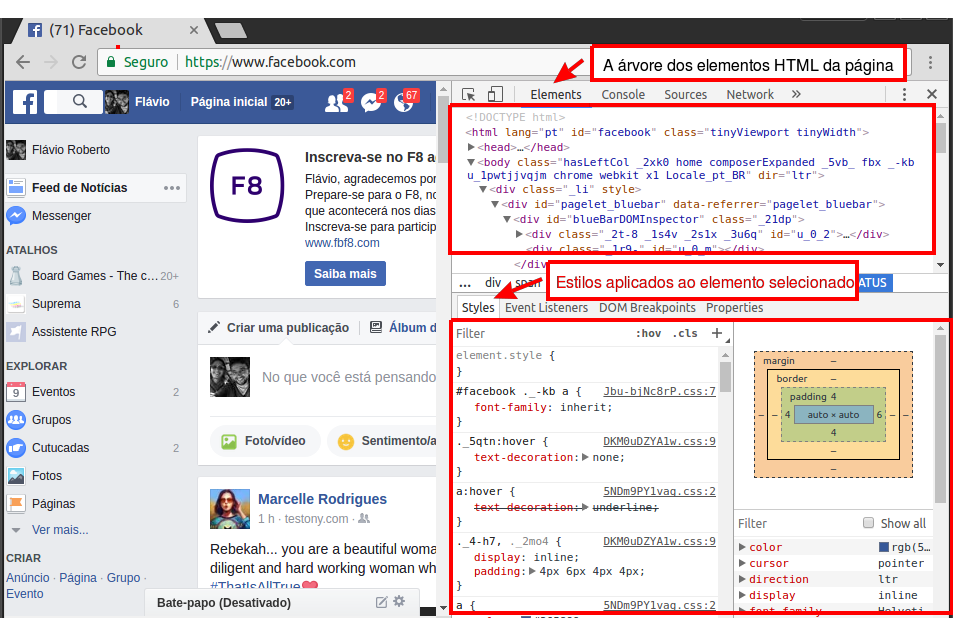 (71) Facebook
Seguro
https://www.facebook.com
A árvore dos elementos HTML da página
Flávio
Página inicial 20+
2
2
67
Flávio Roberto
Feed de Notícias
Messenger
ATALHOS
Board Games - The c... 20+
Suprema 6
Assistente RPG
EXPLORAR
9 Eventos 2
Grupos
Cutucadas 2
Fotos
Páginas
Ver mais...
CRIAR
Anúncio · Página · Grupo ·
Evento
F8
Inscreva-se no F8 a
Flávio, agradecemos por
Prepare-se para o F8, no
que acontecerá nos dias
Inscreva-se para particip
www.fbf8.com
Saiba mais
Criar uma publicação
Álbum d
No que você está pensando
Foto/vídeo
Sentimento/a
Marcelle Rodrigues
1 h · testony.com ·
Rebekah... you are a beautiful woma
diligent and hard working woman wh
#ThatIsAllTrue
Bate-papo (Desativado)
Elements Console Sources Network »
<!DOCTYPE html>
<html lang="pt" id="facebook" class="tinyViewport tinyWidth">
<head>…</head>
<body class="hasLeftCol _2xk0 home composerExpanded _5vb_ fbx _-kb
u_1pwtjjvqjm chrome webkit x1 Locale_pt_BR" dir="ltr">
<div class="_li" style>
<div id="pagelet_bluebar" data-referrer="pagelet_bluebar">
<div id="blueBarDOMInspector" class="_21dp">
<div class="_2t-8 _1s4v _2s1x _3u6q" id="u_0_2">…</div>
<div class="_1r9-" id="u_0_m"></div>
</div>
... div span
ATUS
Estilos aplicados ao elemento selecionado
Styles Event Listeners DOM Breakpoints Properties
Filter :hov .cls +
element.style {
}
#facebook ._-kb a { Jbu-bjNc8rP.css:7
font-family: inherit;
}
._5qtn:hover { DKM0uDZYA1w.css:9
text-decoration: none;
}
a:hover { 5NDm9PY1vag.css:2
text-decoration: underline;
}
._4-h7, ._2mo4 { DKM0uDZYA1w.css:9
display: inline;
padding: 4px 6px 4px 4px;
}
a { 5NDm9PY1vag.css:2
margin –
border –
padding 4
– – 4 auto × auto 6 – –
4
–
–
Filter Show all
color rgb(5…
cursor pointer
direction ltr
display inline
font-family Helveti